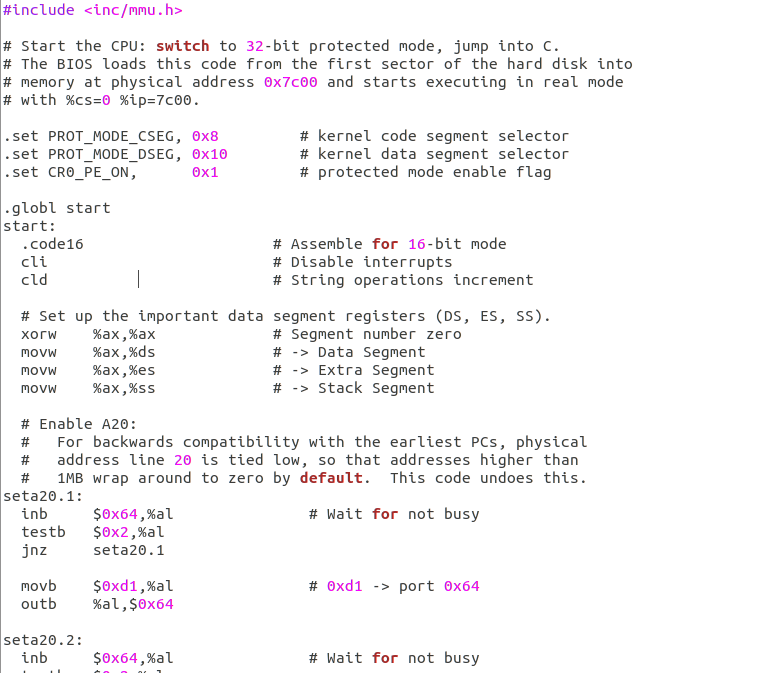 #include <inc/mmu.h>
# Start the CPU: switch to 32-bit protected mode, jump into C.
# The BIOS loads this code from the first sector of the hard disk into
# memory at physical address 0x7c00 and starts executing in real mode
# with %cs=0 %ip=7c00.
.set PROT_MODE_CSEG, 0x8         # kernel code segment selector
.set PROT_MODE_DSEG, 0x10        # kernel data segment selector
.set CR0_PE_ON,      0x1         # protected mode enable flag
.globl start
start:
  .code16                     # Assemble for 16-bit mode
  cli                         # Disable interrupts
  cld                         # String operations increment
  # Set up the important data segment registers (DS, ES, SS).
  xorw    %ax,%ax             # Segment number zero
  movw    %ax,%ds             # -> Data Segment
  movw    %ax,%es             # -> Extra Segment
  movw    %ax,%ss             # -> Stack Segment
  # Enable A20:
  #   For backwards compatibility with the earliest PCs, physical
  #   address line 20 is tied low, so that addresses higher than
  #   1MB wrap around to zero by default.  This code undoes this.
seta20.1:
  inb     $0x64,%al               # Wait for not busy
  testb   $0x2,%al
  jnz     seta20.1
  movb    $0xd1,%al               # 0xd1 -> port 0x64
  outb    %al,$0x64
seta20.2:
  inb     $0x64,%al               # Wait for not busy